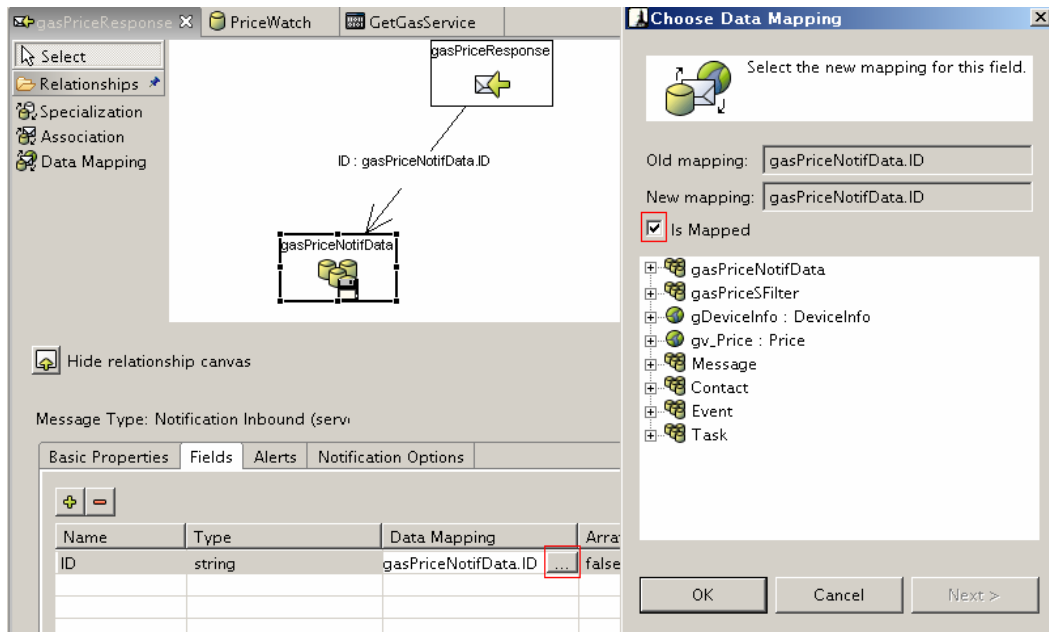 gasPriceResponse
PriceWatch
GetGasService
Select
Relationships
Specialization
Association
Data Mapping
gasPriceResponse
ID : gasPriceNotifData.ID
gasPriceNotifData
Hide relationship canvas
Message Type: Notification Inbound (serv
Basic Properties
Fields
Alerts
Notification Options
Name
Type
Data Mapping
Arra
ID
string
gasPriceNotifData.ID
...
false
Choose Data Mapping
Select the new mapping for this field.
Old mapping:
gasPriceNotifData.ID
New mapping:
gasPriceNotifData.ID
Is Mapped
gasPriceNotifData
gasPriceSFilter
gDeviceInfo : DeviceInfo
gv_Price : Price
Message
Contact
Event
Task
OK
Cancel
Next >